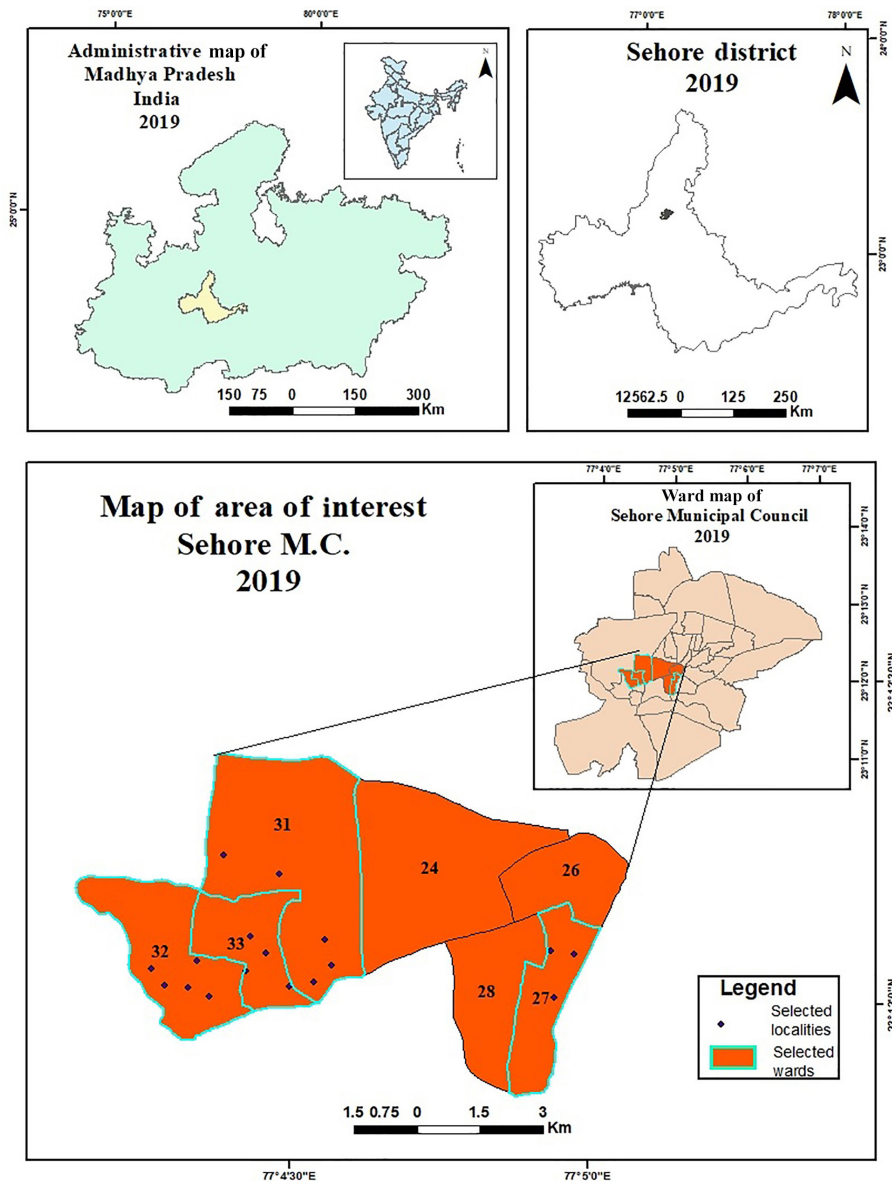 75°0'0"E
80°0'0"E
Administrative map of
Madhya Pradesh
India
2019
N
25°0'0"N
150 75 0 150 300
Km
77°0'0"E
78°0'0"E
24°0'0"N
Sehore district
2019
N
23°0'0"N
12562.5 0 125 250
Km
Map of area of interest
Sehore M.C.
2019
77°4'0"E
77°5'0"E
77°6'0"E
77°7'0"E
Ward map of
Sehore Municipal Council
2019
23°14'0"N
23°13'0"N
23°12'0"N
23°11'0"N
31
24
26
32
33
28
27
Legend
Selected
localities
Selected
wards
1.5 0.75 0 1.5 3
Km
77°4'30"E
77°5'0"E